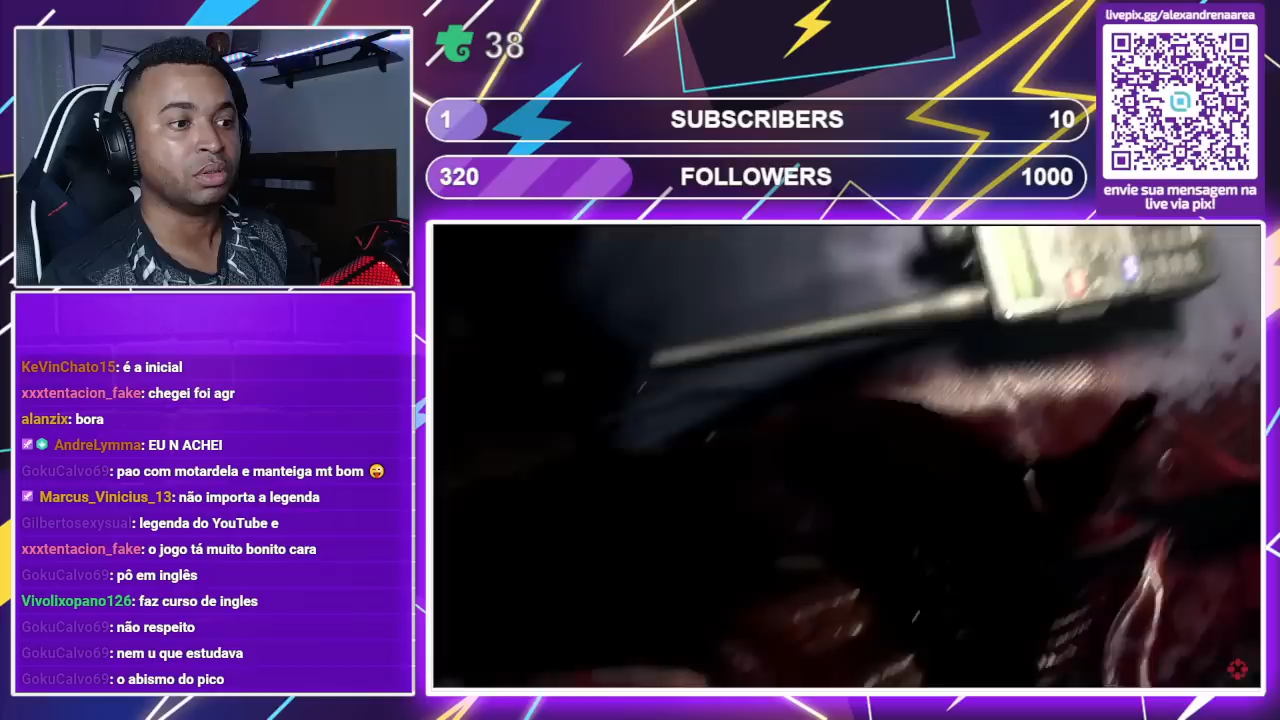 38
livepix.gg/alexandrenaarea
1 SUBSCRIBERS 10
320 FOLLOWERS 1000
envie sua mensagem na
live via pix!
KeVinChato15: é a inicial
xxxtentacion_fake: chegei foi agr
alanzix: bora
AndreLymma: EU N ACHEI
GokuCalvo69: pao com motardela e manteiga mt bom 😜
Marcus_Vinicius_13: não importa a legenda
Gilbertosexysual: legenda do YouTube e
xxxtentacion_fake: o jogo tá muito bonito cara
GokuCalvo69: pô em inglês
Vivolixopano126: faz curso de ingles
GokuCalvo69: não respeito
GokuCalvo69: nem u que estudava
GokuCalvo69: o abismo do pico